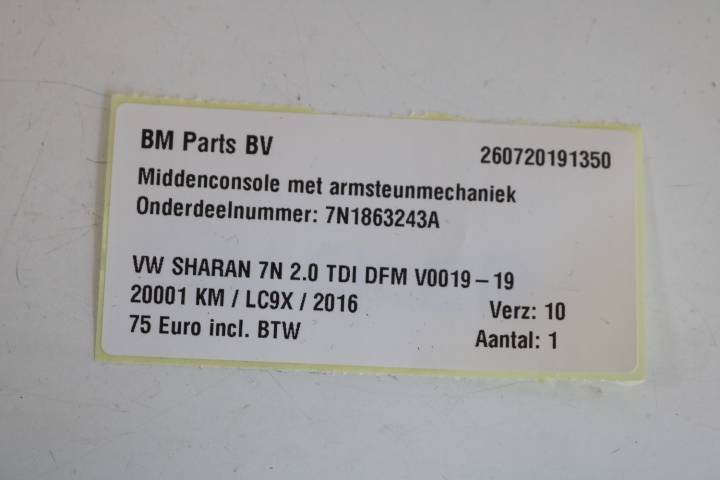 BM Parts BV 260720191350
Middenconsole met armsteunmechaniek
Onderdeelnummer: 7N1863243A
VW SHARAN 7N 2.0 TDI DFM V0019-19
20001 KM / LC9X / 2016 Verz: 10
75 Euro incl. BTW Aantal: 1